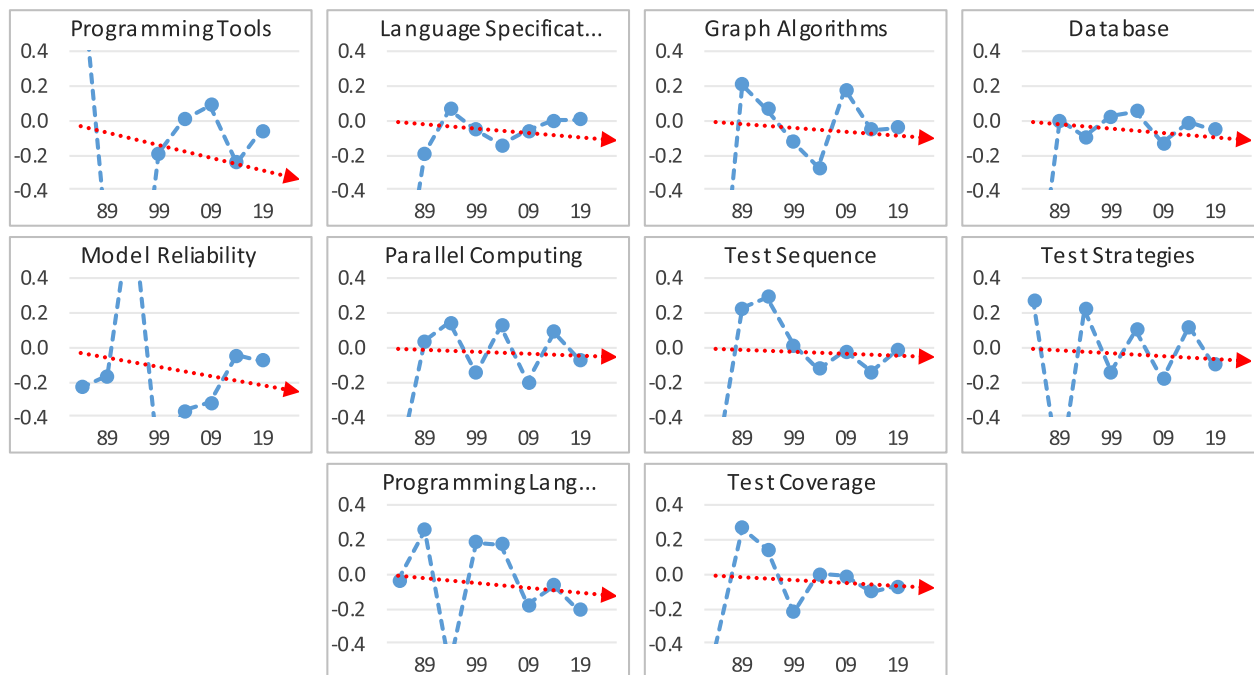 Programming Tools
0.4
0.2
0.0
-0.2
-0.4
89 99 09 19
Language Specificat...
0.4
0.2
0.0
-0.2
-0.4
89 99 09 19
Graph Algorithms
0.4
0.2
0.0
-0.2
-0.4
89 99 09 19
Database
0.4
0.2
0.0
-0.2
-0.4
89 99 09 19
Model Reliability
0.4
0.2
0.0
-0.2
-0.4
89 99 09 19
Parallel Computing
0.4
0.2
0.0
-0.2
-0.4
89 99 09 19
Test Sequence
0.4
0.2
0.0
-0.2
-0.4
89 99 09 19
Test Strategies
0.4
0.2
0.0
-0.2
-0.4
89 99 09 19
Programming Lang...
0.4
0.2
0.0
-0.2
-0.4
89 99 09 19
Test Coverage
0.4
0.2
0.0
-0.2
-0.4
89 99 09 19